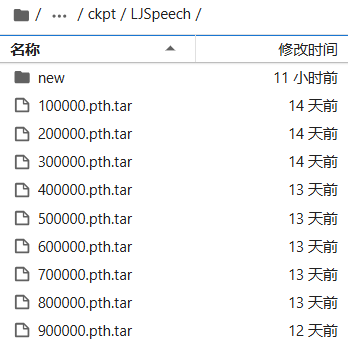 / ··· / ckpt / LJSpeech /
名称 修改时间
new 11 小时前
100000.pth.tar 14 天前
200000.pth.tar 14 天前
300000.pth.tar 14 天前
400000.pth.tar 13 天前
500000.pth.tar 13 天前
600000.pth.tar 13 天前
700000.pth.tar 13 天前
800000.pth.tar 13 天前
900000.pth.tar 12 天前